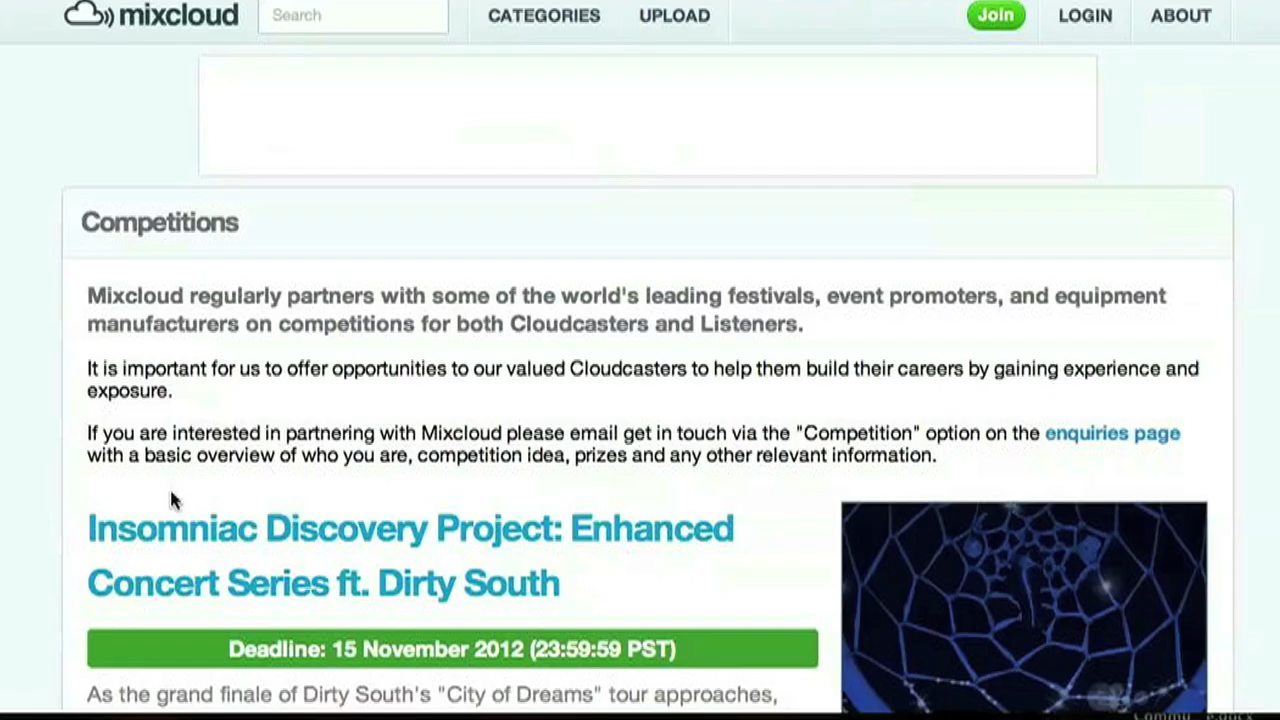 mixcloud Search CATEGORIES UPLOAD Join LOGIN ABOUT
Competitions
Mixcloud regularly partners with some of the world's leading festivals, event promoters, and equipment
manufacturers on competitions for both Cloudcasters and Listeners.
It is important for us to offer opportunities to our valued Cloudcasters to help them build their careers by gaining experience and
exposure.
If you are interested in partnering with Mixcloud please email get in touch via the "Competition" option on the enquiries page
with a basic overview of who you are, competition idea, prizes and any other relevant information.
Insomniac Discovery Project: Enhanced
Concert Series ft. Dirty South
Deadline: 15 November 2012 (23:59:59 PST)
As the grand finale of Dirty South's "City of Dreams" tour approaches,